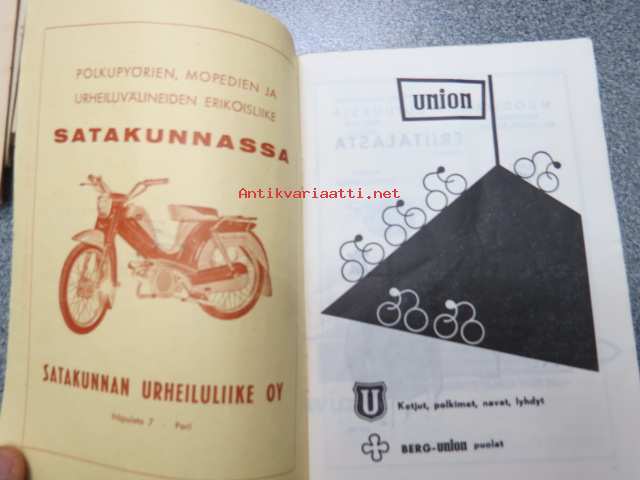 POLKUPYÖRIEN, MOPEDIEN JA
URHEILUVÄLINEIDEN ERIKOISLIIKE
SATAKUNNASSA
SATAKUNNAN URHEILULIIKE OY
7 - Pori
union
Antikvariaatti.net
U
Ketjut, polkimet, navat, lyhdyt
BERG-union puolat